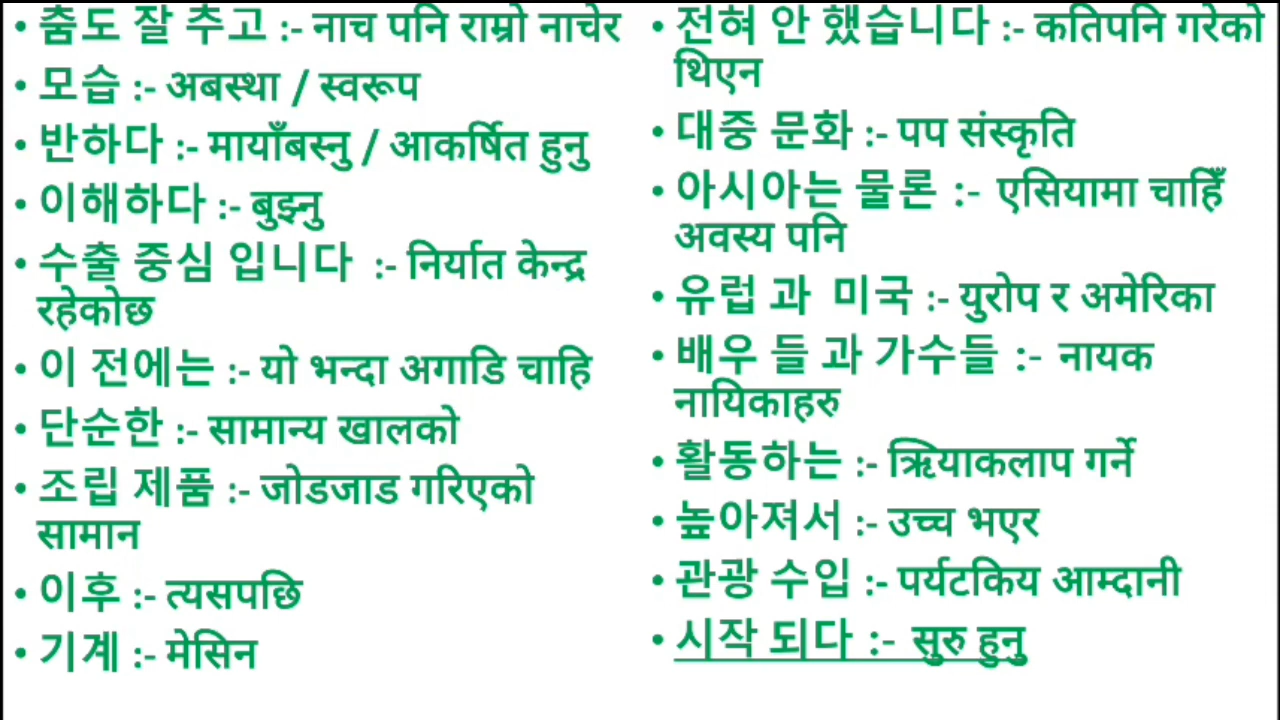 • 춤도 잘 추고 :- नाच पनि राम्रो नाचेर
• 모습 :- अबस्था / स्वरूप
• 반하다 :- मायाँबस्नु / आकर्षित हुनु
• 이해하다 :- बुझ्नु
• 수출 중심 입니다 :- निर्यात केन्द्र
रहेकोछ
• 이 전에는 :- यो भन्दा अगाडि चाहि
• 단순한 :- सामान्य खालको
• 조립 제품 :- जोडजाड गरिएको
सामान
• 이후 :- त्यसपछि
• 기계 :- मेसिन
• 전혀 안 했습니다 :- कतिपनि गरेको
थिएन
• 대중 문화 :- पप संस्कृति
• 아시아는 물론 :- एसियामा चाहिँ
अवस्य पनि
• 유럽 과 미국 :- युरोप र अमेरिका
• 배우 들 과 가수들 :- नायक
नायिकाहरु
• 활동하는 :- ऋियाकलाप गर्ने
• 높아져서 :- उच्च भएर
• 관광 수입 :- पर्यटकिय आम्दानी
• 시작 되다 :- सुरु हुनु